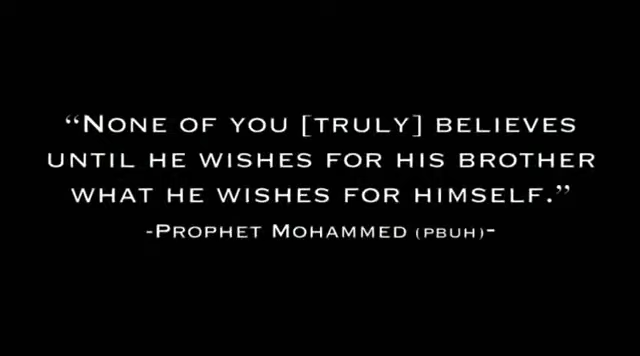 “None of you [truly] believes
until he wishes for his brother
what he wishes for himself.”
-Prophet Mohammed (pbuh)-